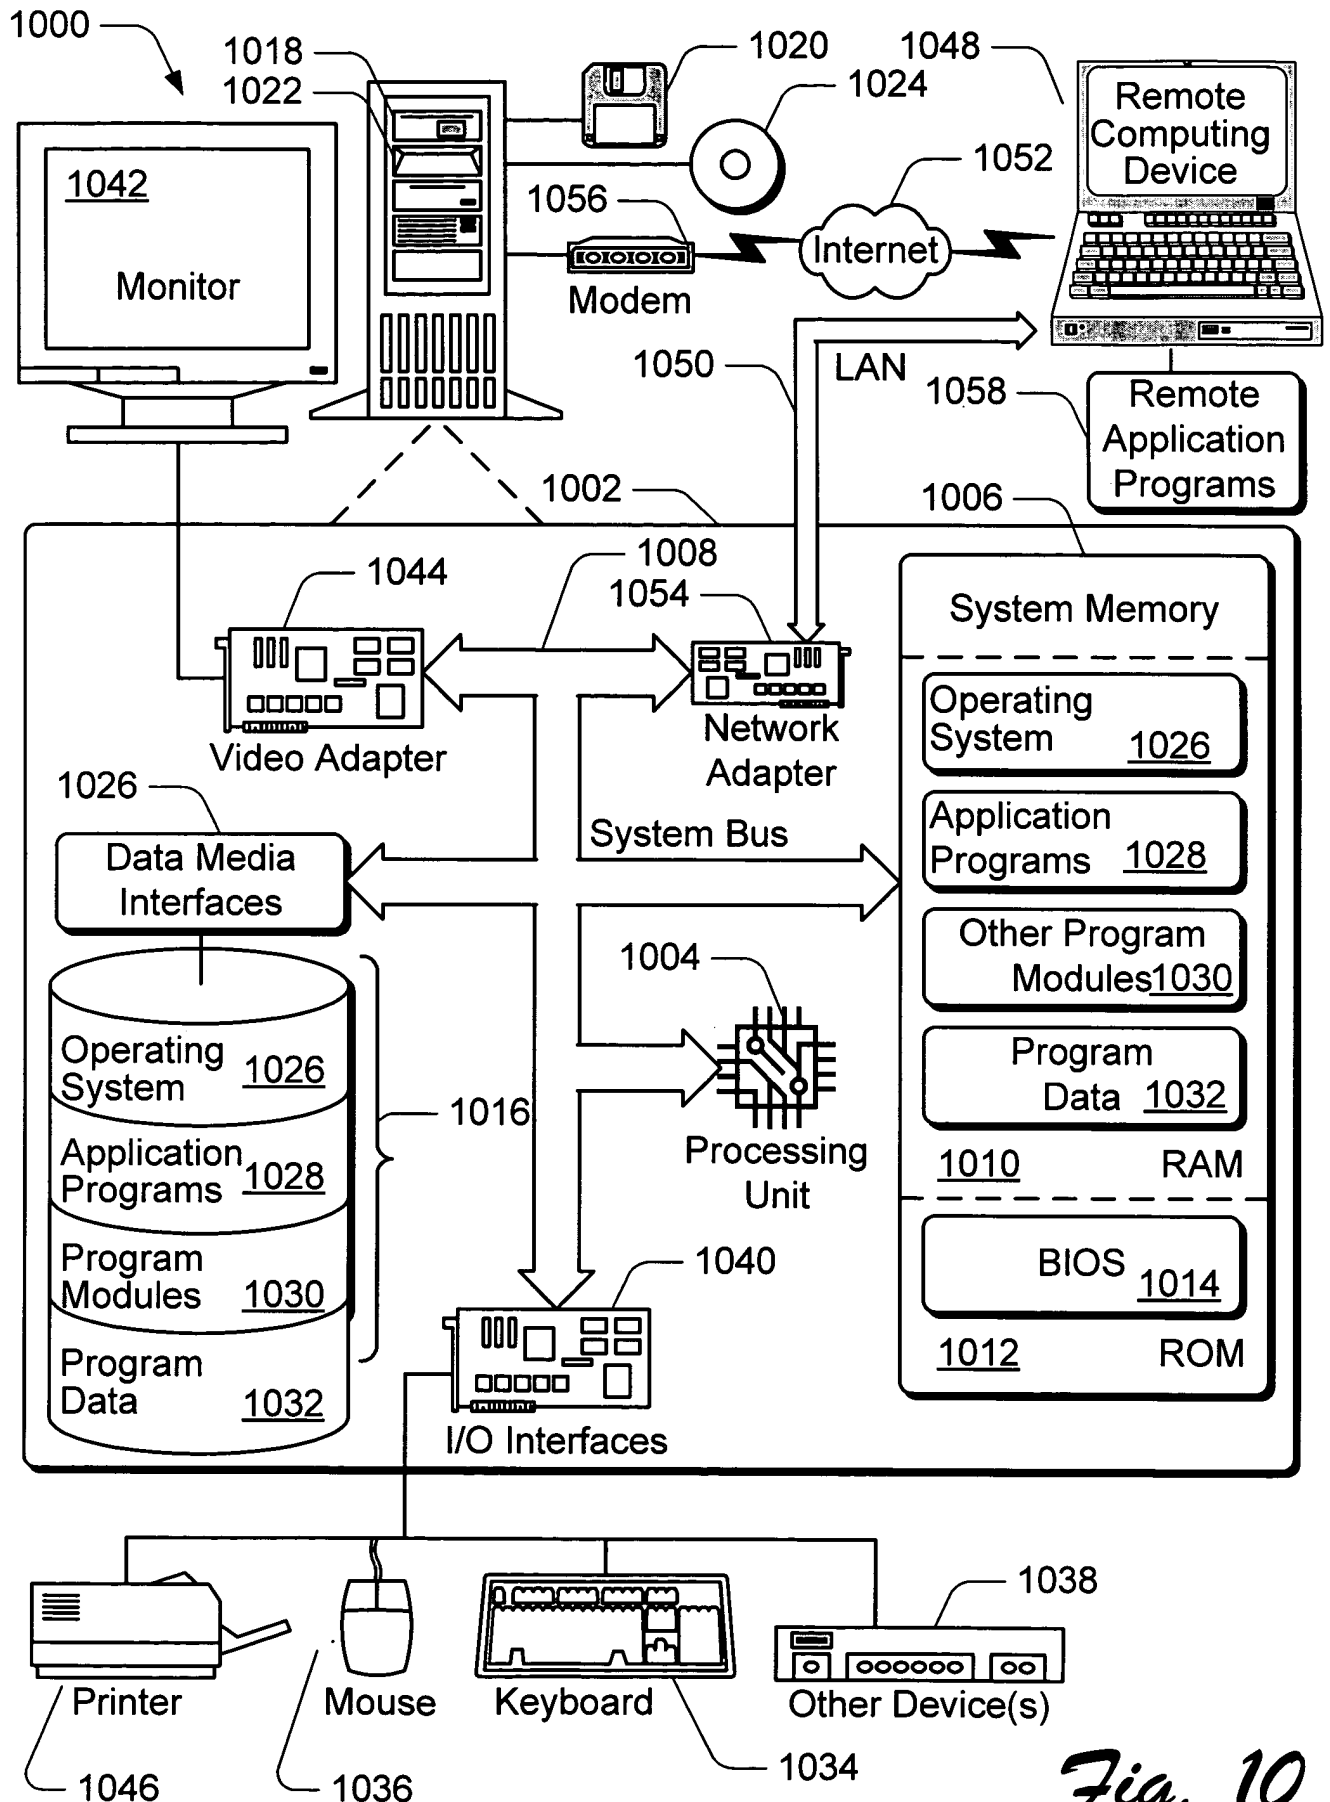 1000
1018
1022
1020
1024
1048
Remote
Computing
Device
1042
Monitor
1056
Modem
1052
Internet
1050
LAN
1058
Remote
Application
Programs
1002
1006
1044
1008
1054
Video Adapter
Network
Adapter
System Memory
Operating
System 1026
Application
Programs 1028
Other Program
Modules 1030
Program
Data 1032
1010 RAM
BIOS 1014
1012 ROM
1026
Data Media
Interfaces
System Bus
1004
Processing
Unit
Operating
System 1026
Application
Programs 1028
Program
Modules 1030
Program
Data 1032
1016
1040
I/O Interfaces
1038
Printer
Mouse
Keyboard
Other Device(s)
1046
1036
1034
Fig. 10